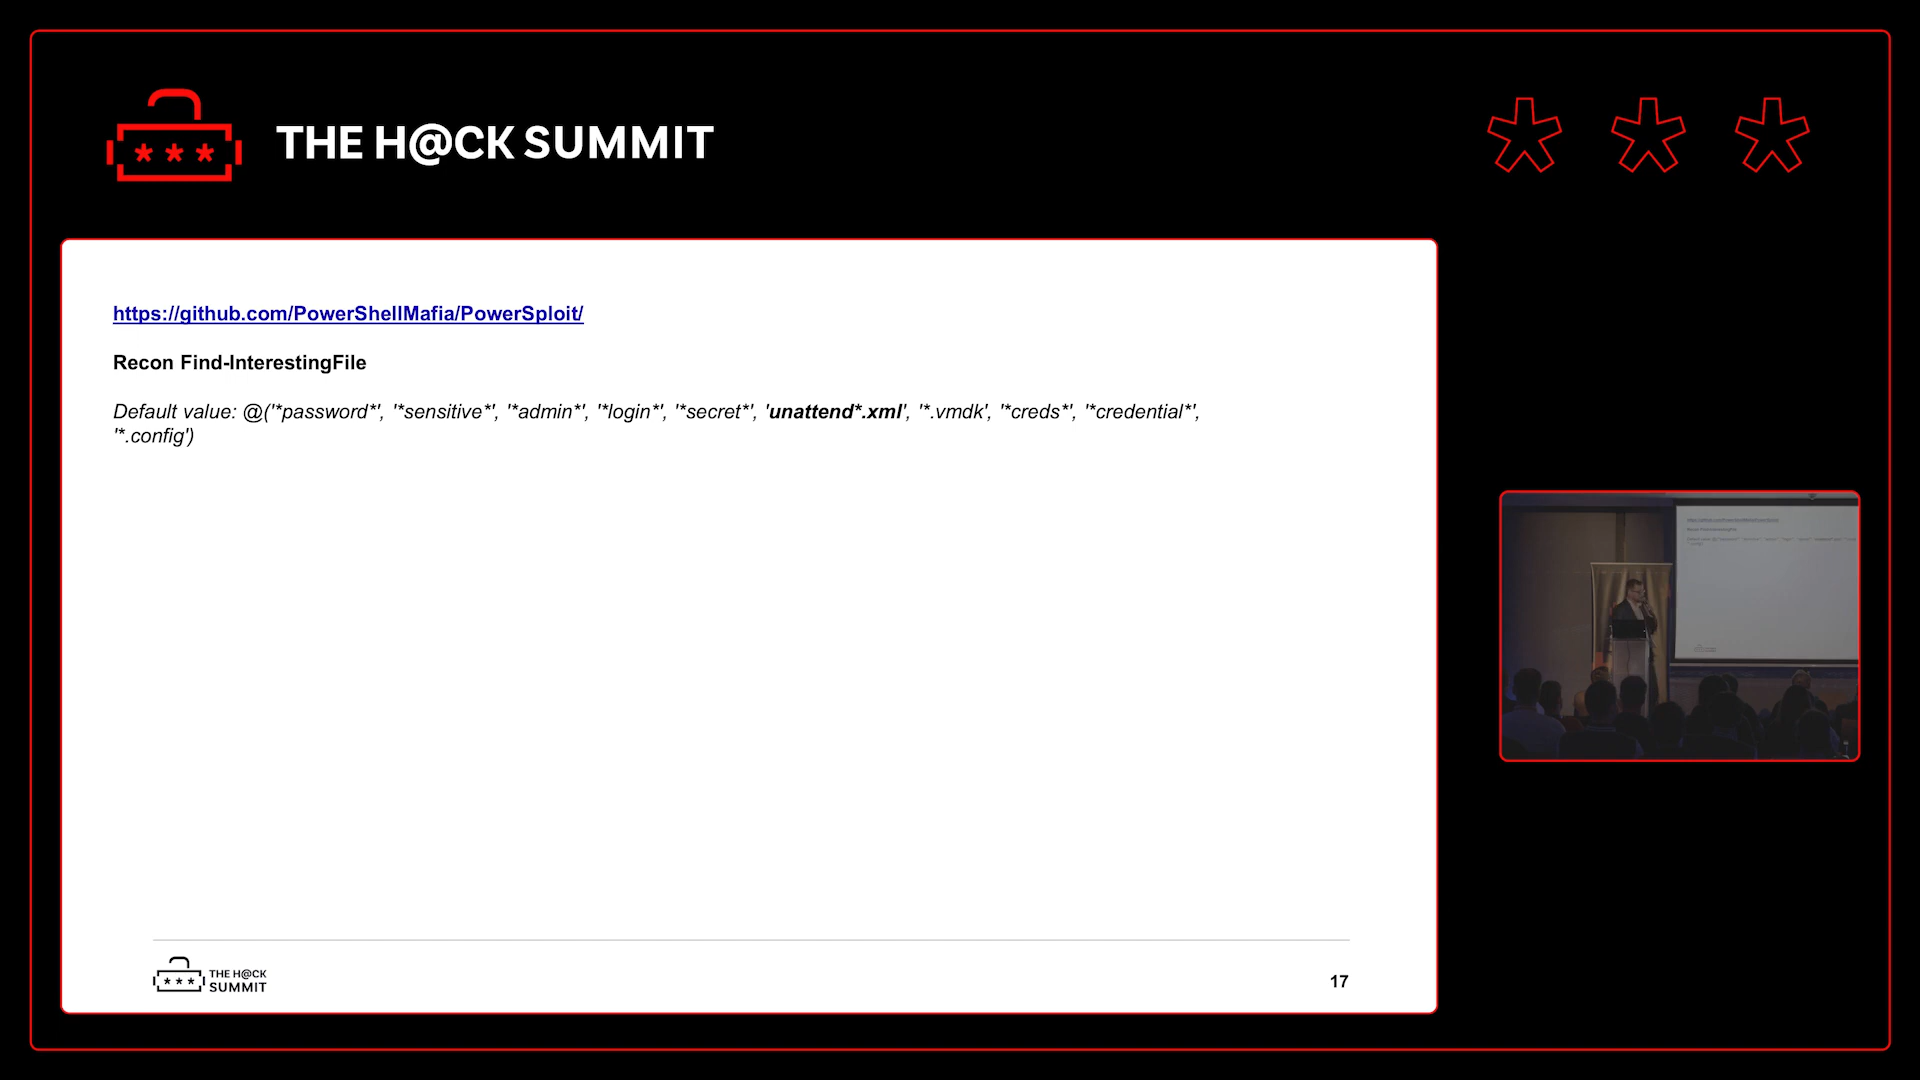 THE H@CK SUMMIT
https://github.com/PowerShellMafia/PowerSploit/
Recon Find-InterestingFile
Default value: @('*password*', '*sensitive*', '*admin*', '*login*', '*secret*', 'unattend*.xml', '*.vmdk', '*creds*', '*credential*',
'*.config')
THE H@CK
SUMMIT
17